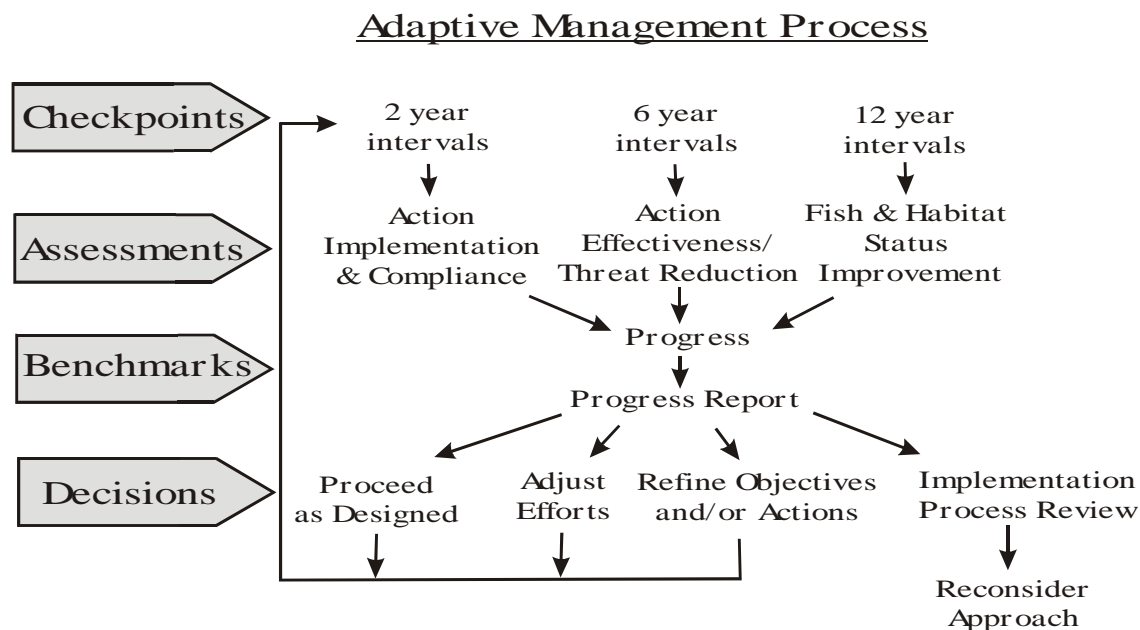 Adaptive Management Process
Checkpoints
2 year
intervals
6 year
intervals
12 year
intervals
Assessments
Action
Implementation
& Compliance
Action
Effectiveness/
Threat Reduction
Fish & Habitat
Status
Improvement
Benchmarks
Progress
Progress Report
Decisions
Proceed
as Designed
Adjust
Efforts
Refine Objectives
and/or Actions
Implementation
Process Review
Reconsider
Approach